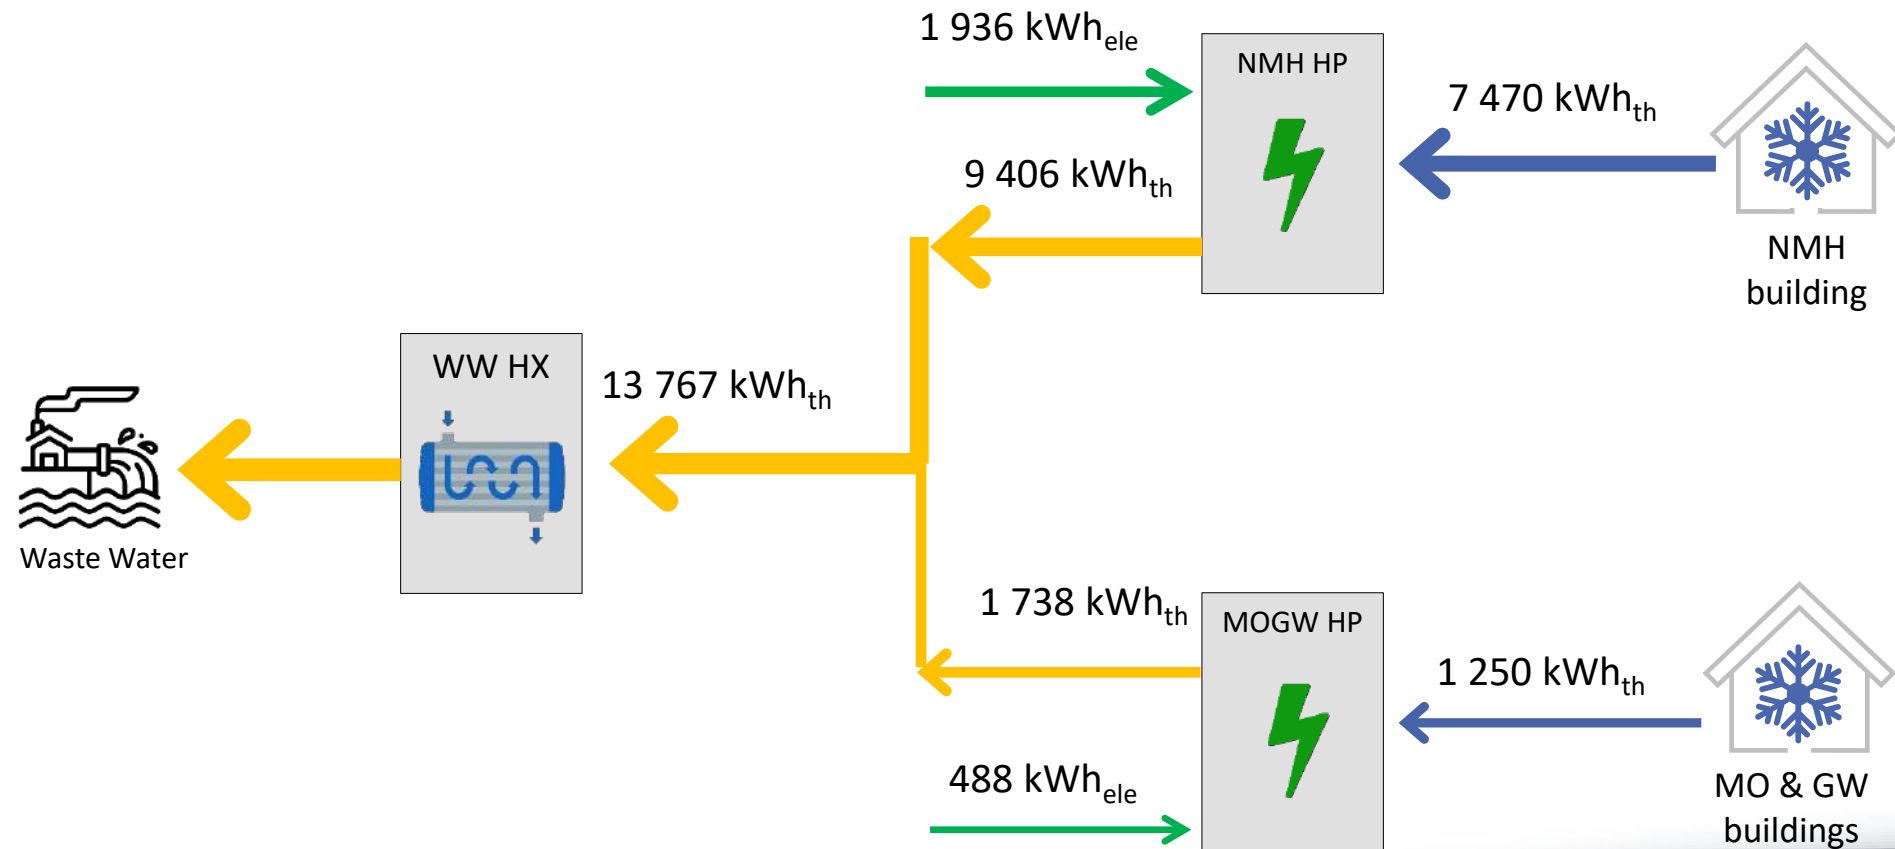 1 936 kWhele
NMH HP
7 470 kWhth
9 406 kWhth
NMH
building
WW HX
13 767 kWhth
Waste Water
1 738 kWhth
MOGW HP
1 250 kWhth
488 kWhele
MO & GW
buildings